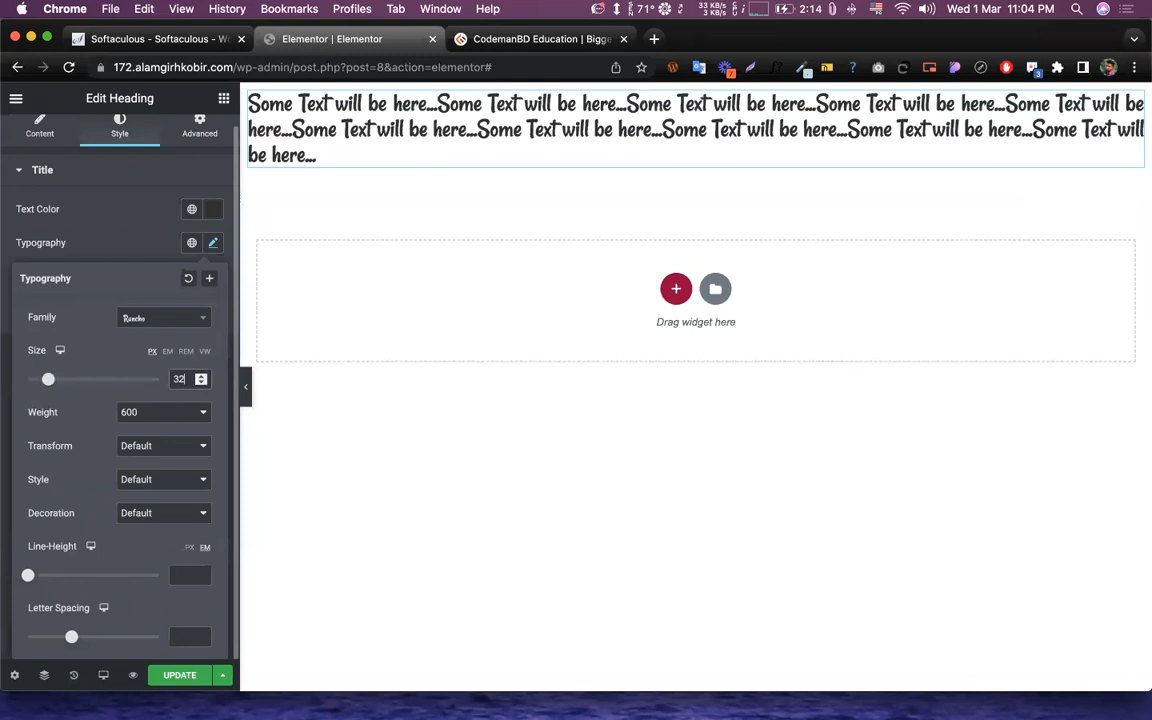 Chrome File Edit View History Bookmarks Profiles Tab Window Help
33 KB/s
3 KB/s
71° 2:14 Wed 1 Mar 11:04 PM
Softaculous - Softaculous - W
Elementor | Elementor
CodemanBD Education | Bigge
172.alamgirhkobir.com/wp-admin/post.php?post=8&action=elementor#
7
3
Edit Heading
Content Style Advanced
Title
Text Color
Typography
Typography
Family Rancho
Size PX EM REM VW
32
Weight 600
Transform Default
Style Default
Decoration Default
Line-Height PX EM
Letter Spacing
UPDATE
Some Text will be here...Some Text will be here...Some Text will be here...Some Text will be here...Some Text will be
here...Some Text will be here...Some Text will be here...Some Text will be here...Some Text will be here...Some Text will
be here...
Drag widget here